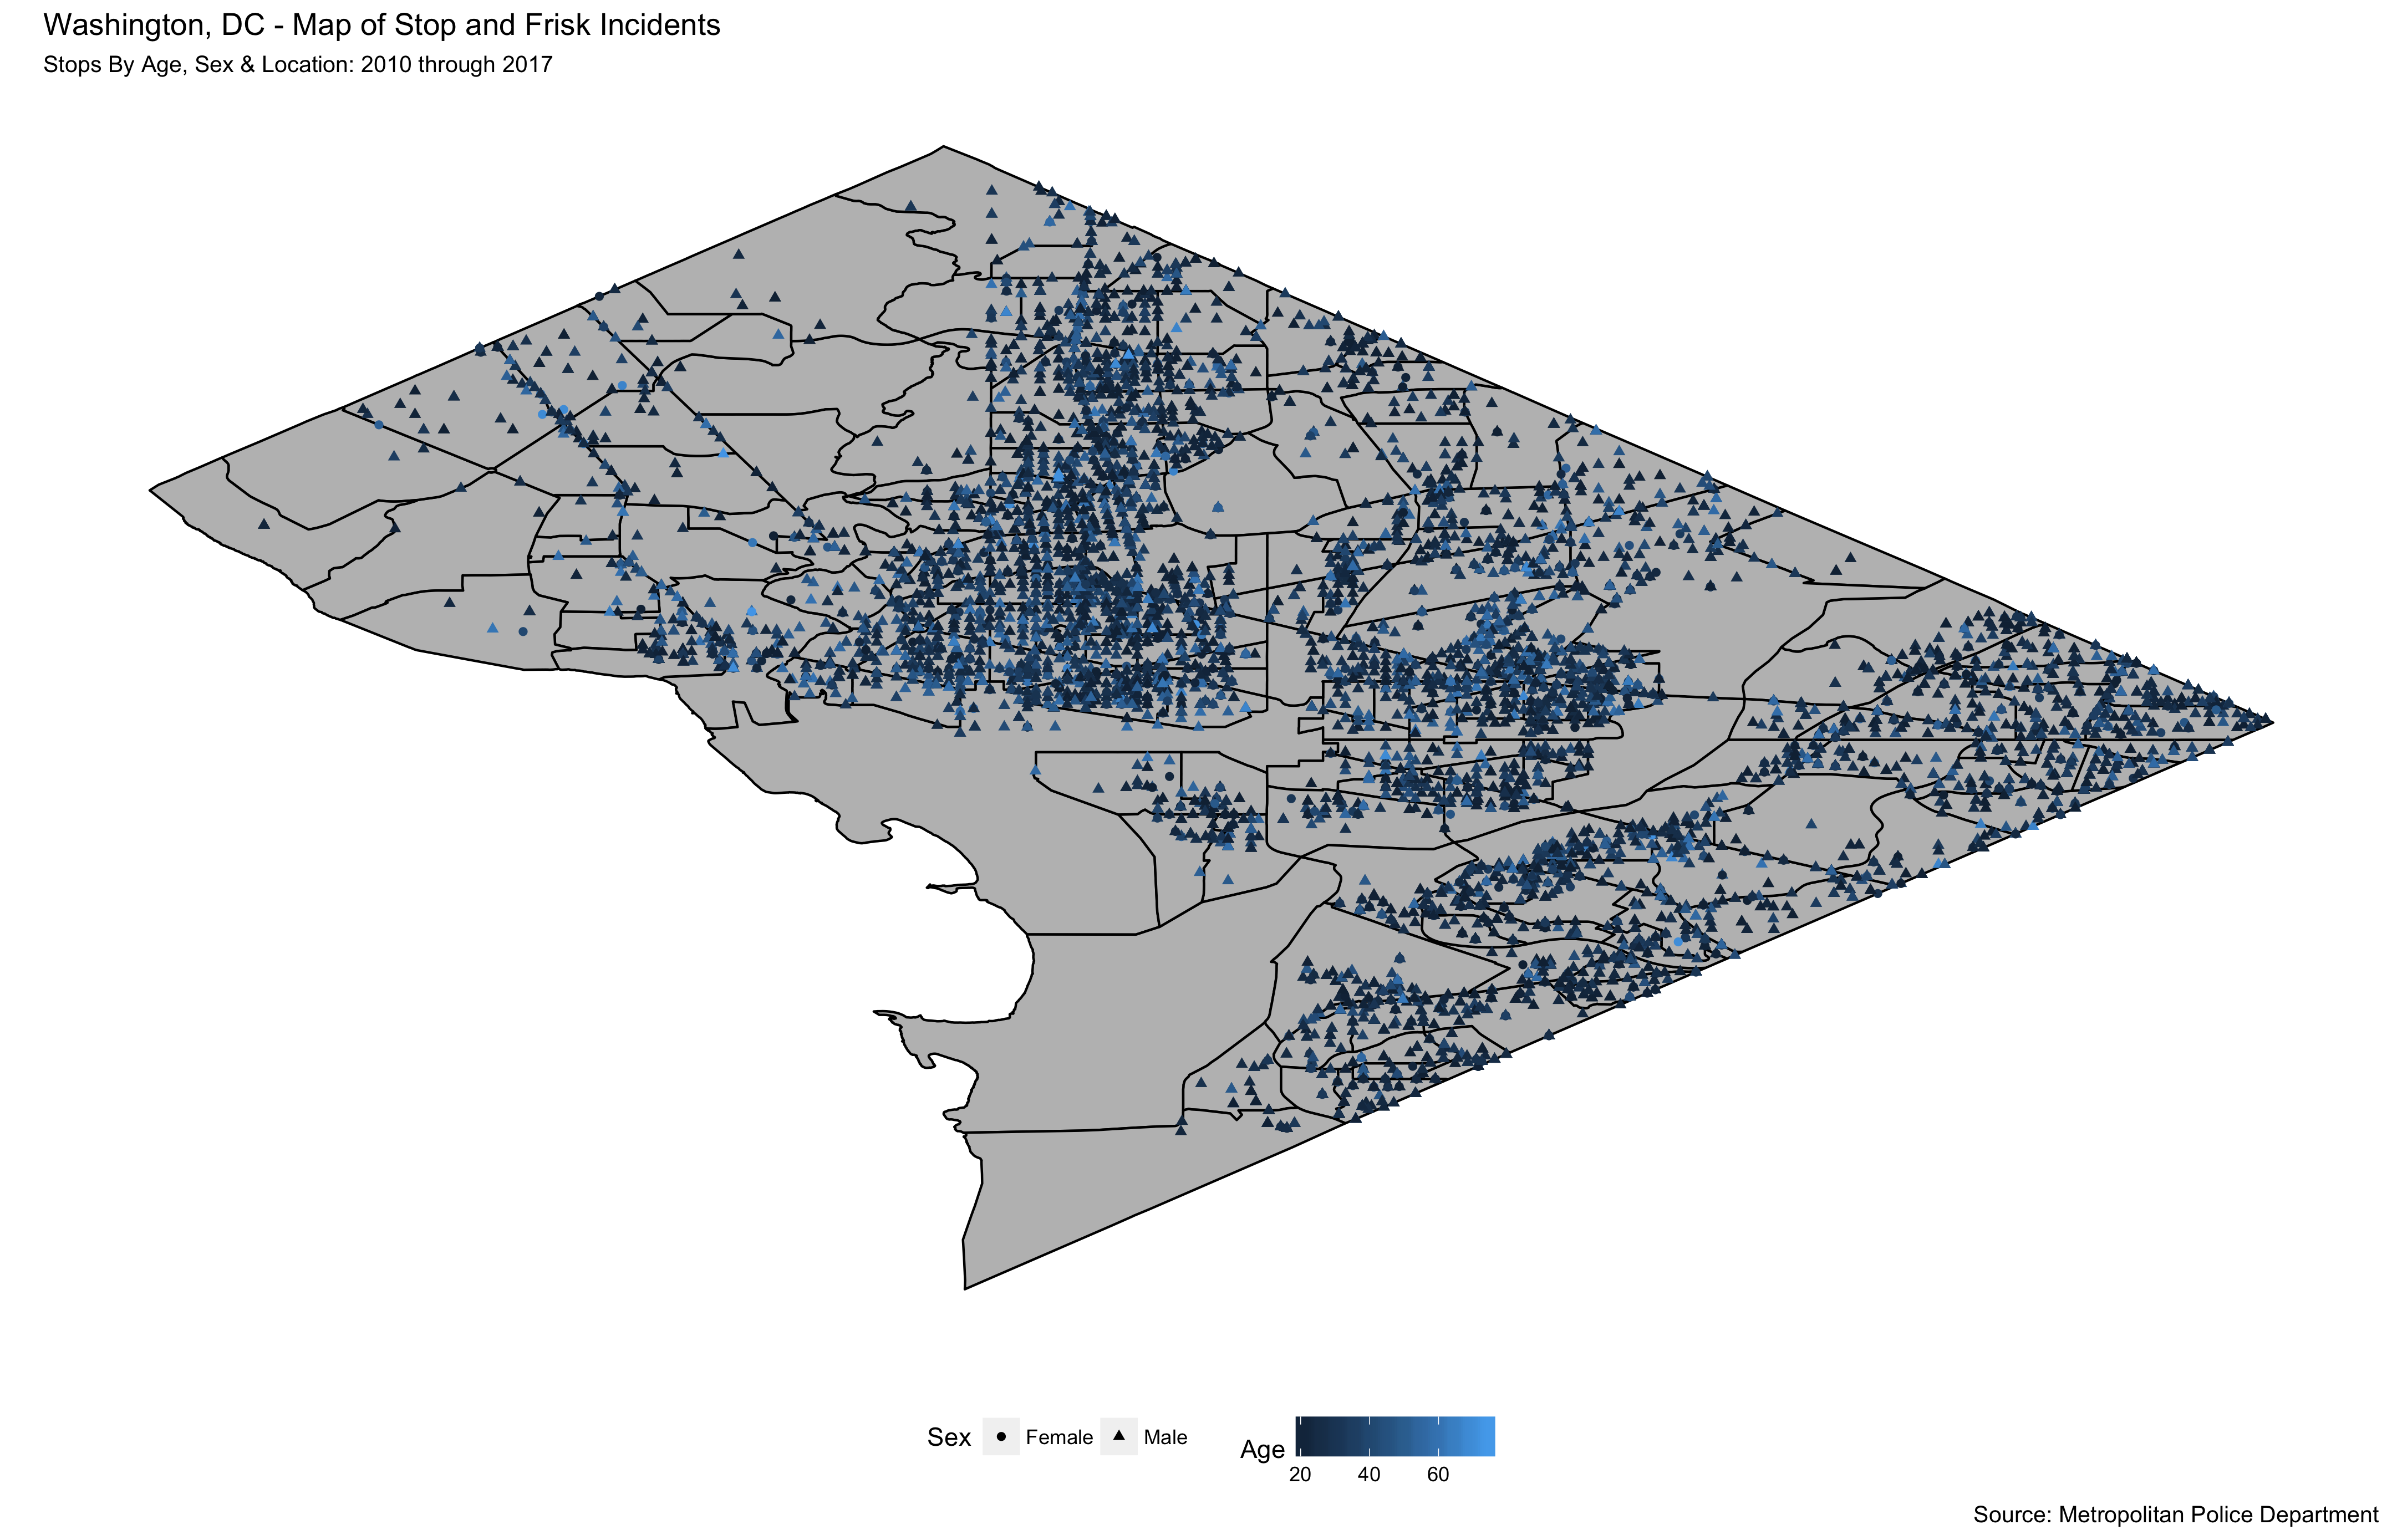 Washington, DC - Map of Stop and Frisk Incidents
Stops By Age, Sex & Location: 2010 through 2017
Sex Female Male Age
20 40 60
Source: Metropolitan Police Department